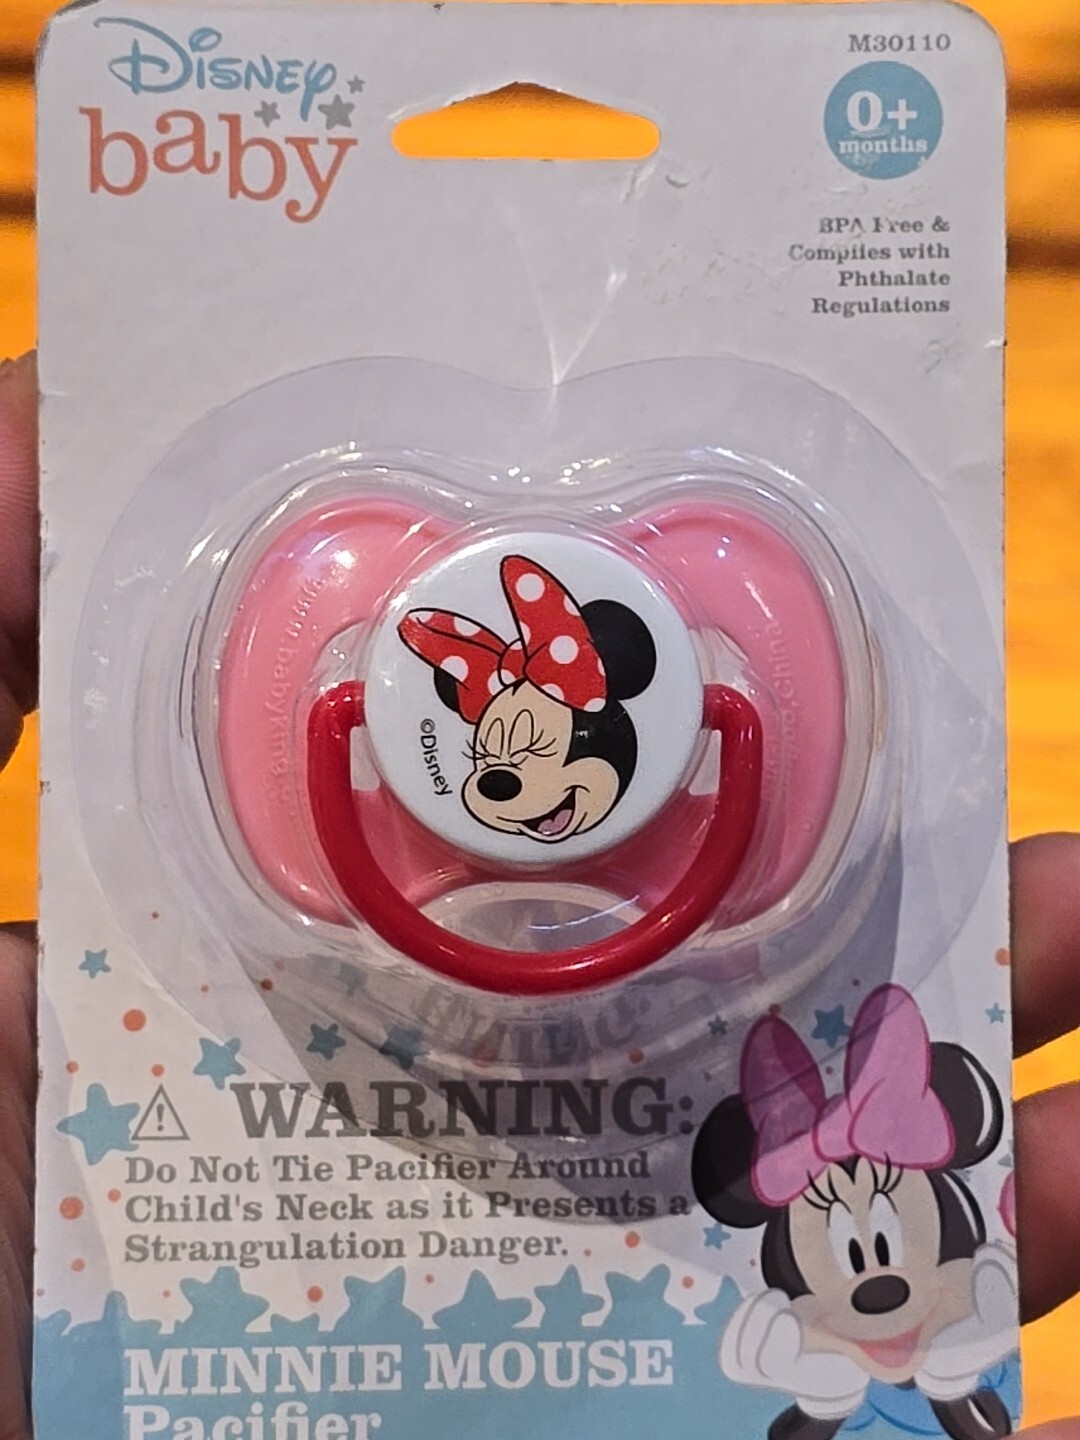 Disney
baby
M30110
0+
months
BPA Free &
Complies with
Phthalate
Regulations
©Disney
WARNING:
Do Not Tie Pacifier Around
Child's Neck as it Presents a
Strangulation Danger.
MINNIE MOUSE
Pacifier